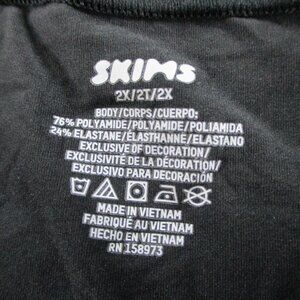 SKIMS
2X/2T/2X
BODY/CORPS/CUERPO:
76% POLYAMIDE/POLYAMIDE/POLIAMIDA
24% ELASTANE/ÉLASTHANNE/ELASTANO
EXCLUSIVE OF DECORATION/
EXCLUSIVITÉ DE LA DÉCORATION/
EXCLUSIVO PARA DECORACIÓN
MADE IN VIETNAM
FABRIQUÉ AU VIETNAM
HECHO EN VIETNAM
RN 158973